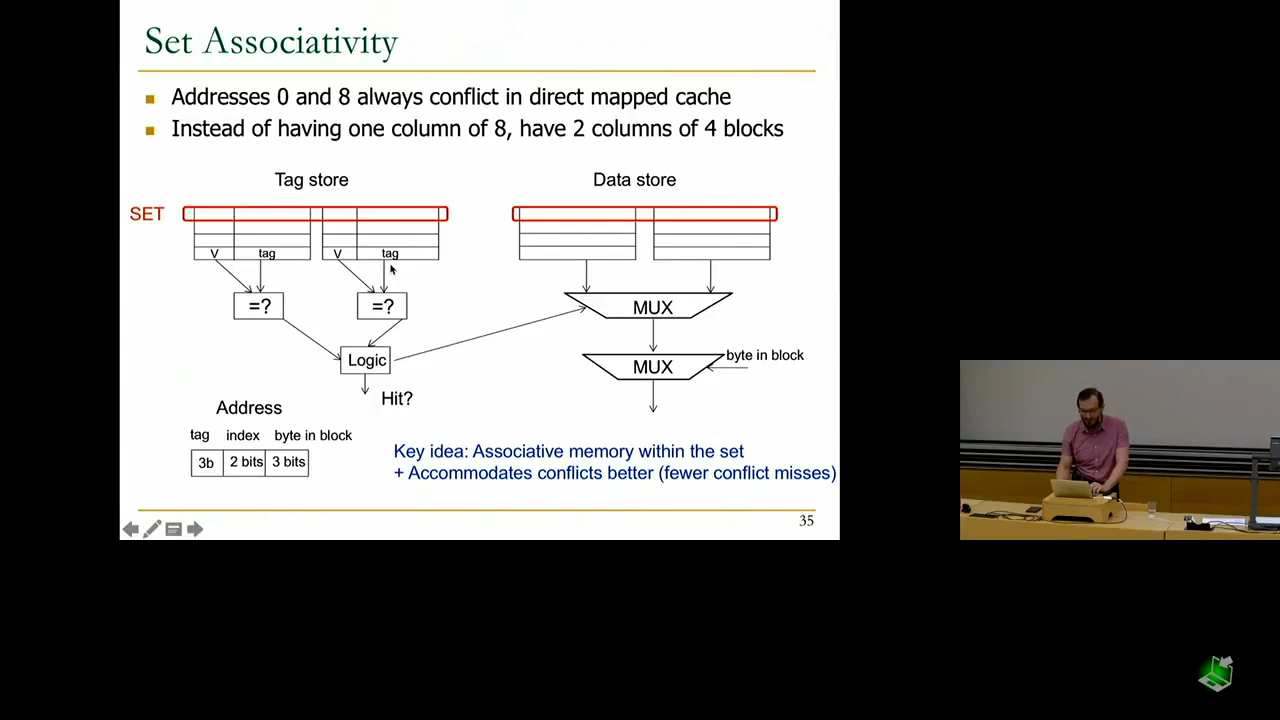 Set Associativity
Addresses 0 and 8 always conflict in direct mapped cache
Instead of having one column of 8, have 2 columns of 4 blocks
Tag store
Data store
SET
V
tag
V
tag
=?
=?
MUX
Logic
MUX
byte in block
Hit?
Address
tag index byte in block
3b 2 bits 3 bits
Key idea: Associative memory within the set
+ Accommodates conflicts better (fewer conflict misses)
35